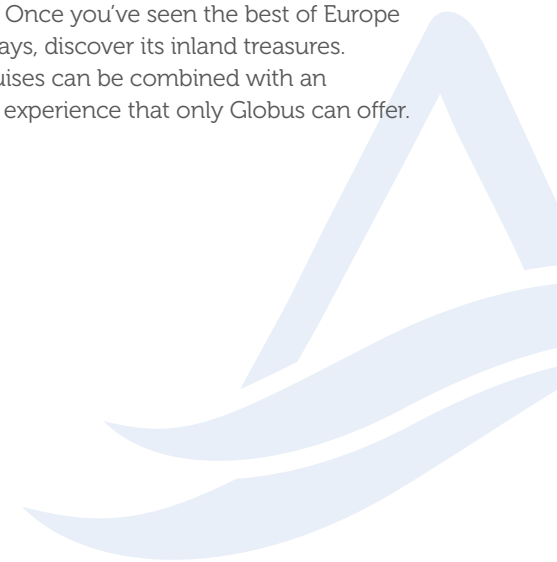 Once you’ve seen the best of Europe
ays, discover its inland treasures.
uises can be combined with an
experience that only Globus can offer.